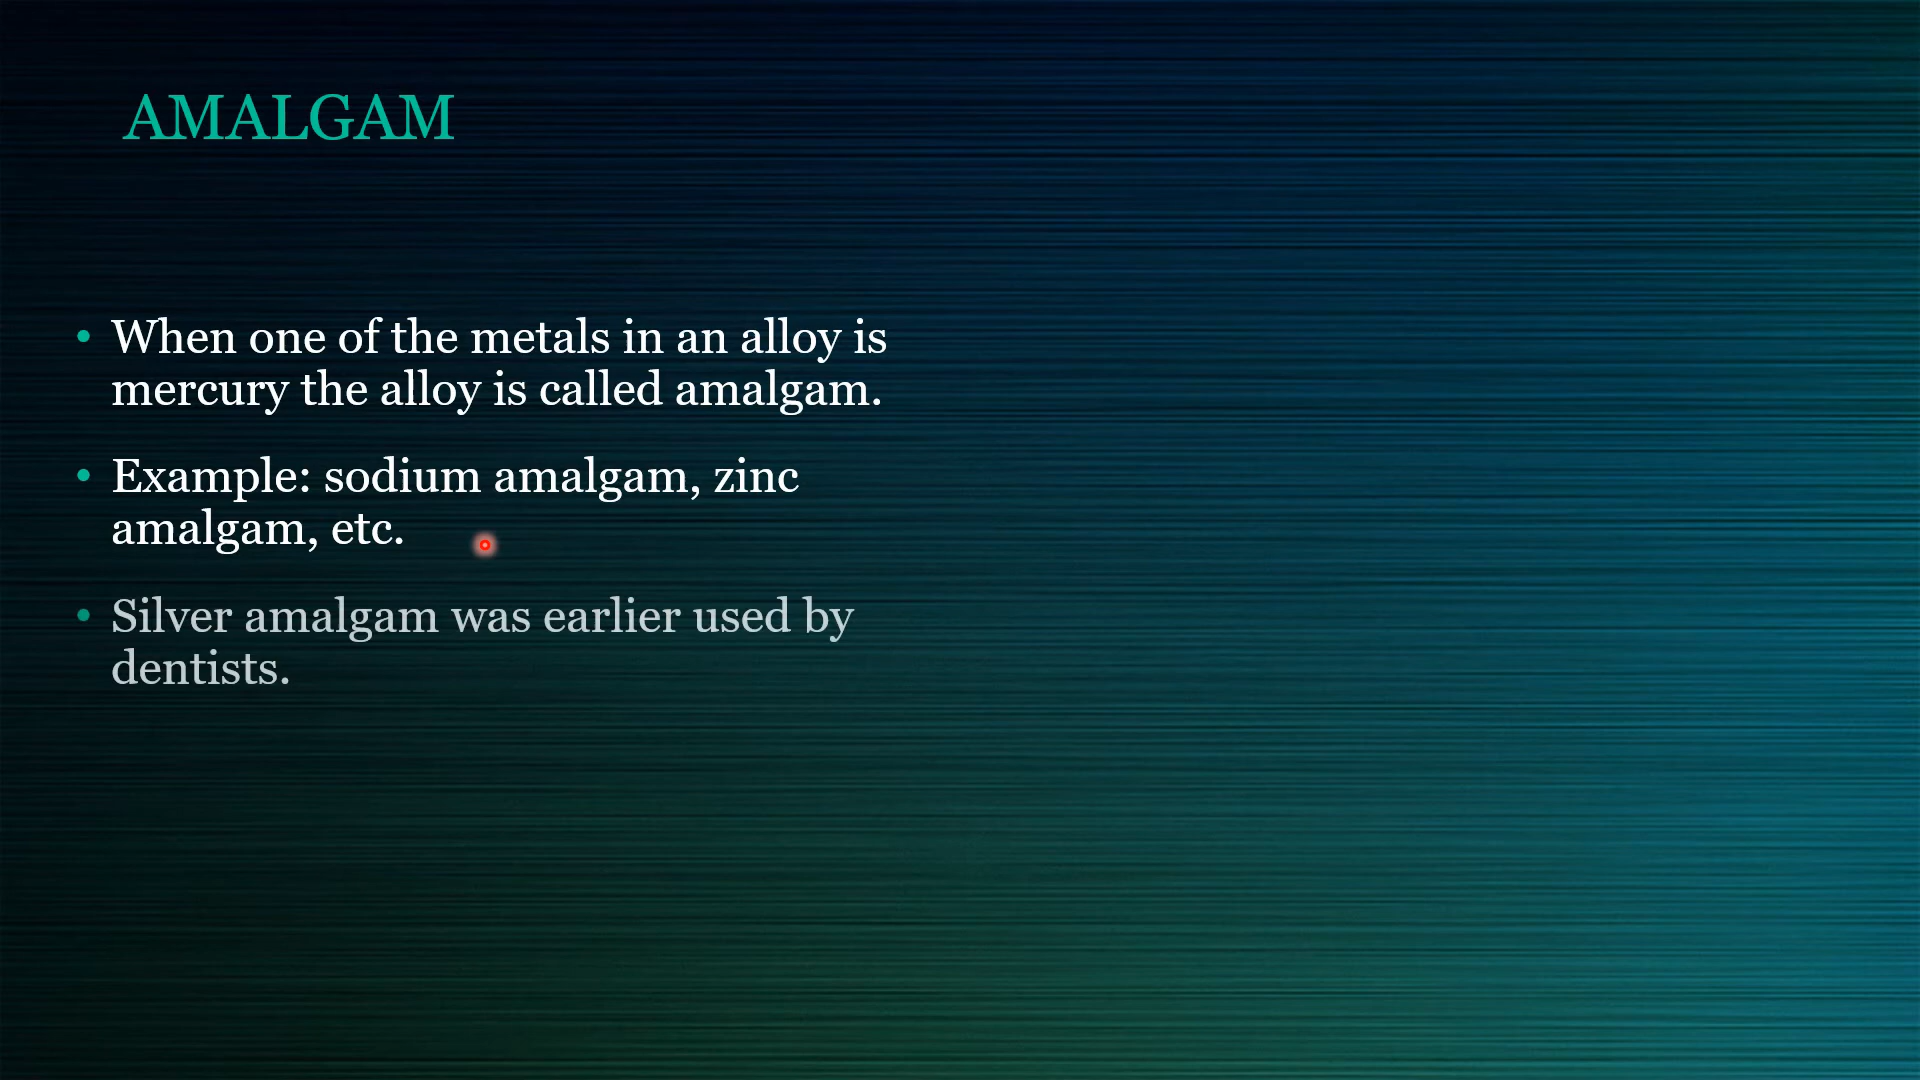 AMALGAM
• When one of the metals in an alloy is
mercury the alloy is called amalgam.
• Example: sodium amalgam, zinc
amalgam, etc.
• Silver amalgam was earlier used by
dentists.